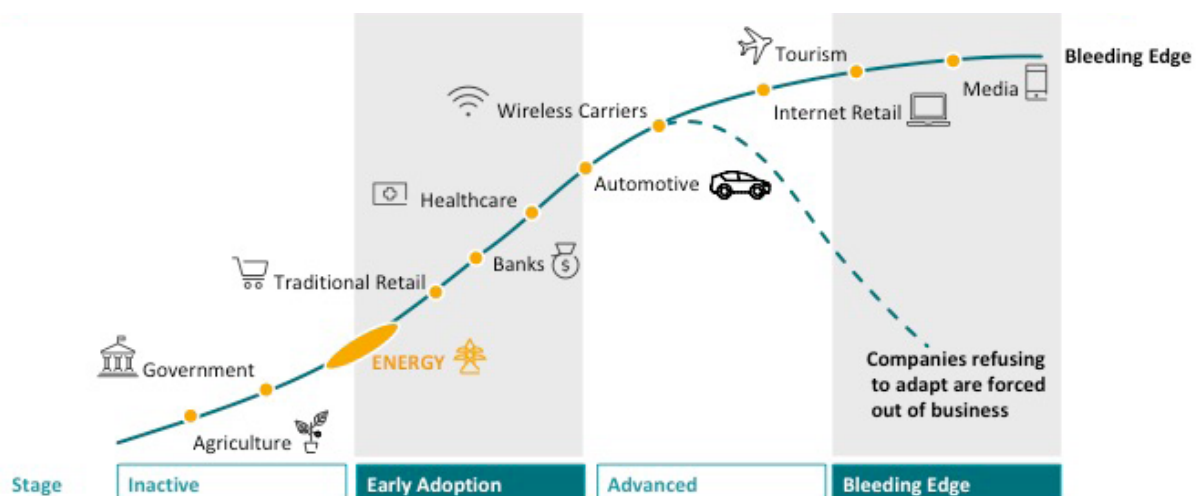 Tourism
Bleeding Edge
Media
Wireless Carriers
Internet Retail
Automotive
Healthcare
Banks
$
Traditional Retail
ENERGY
Government
Companies refusing
to adapt are forced
out of business
Agriculture
Stage
Inactive
Early Adoption
Advanced
Bleeding Edge